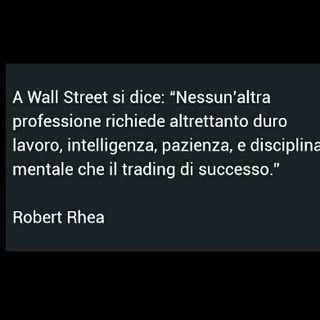 A Wall Street si dice: “Nessun'altra
professione richiede altrettanto duro
lavoro, intelligenza, pazienza, e disciplina
mentale che il trading di successo.”
Robert Rhea